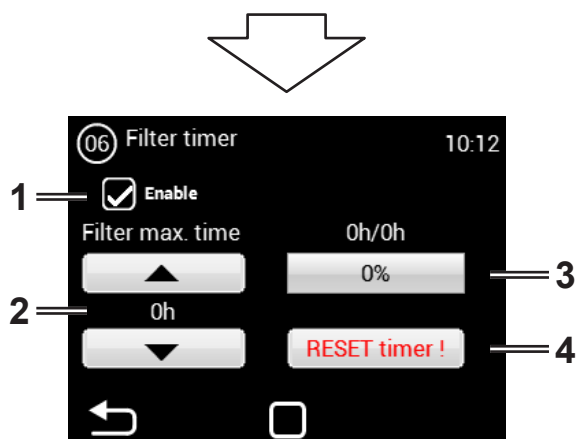 06 Filter timer 10:12
1 Enable
Filter max. time 0h/0h
0% 3
2 0h
RESET timer ! 4